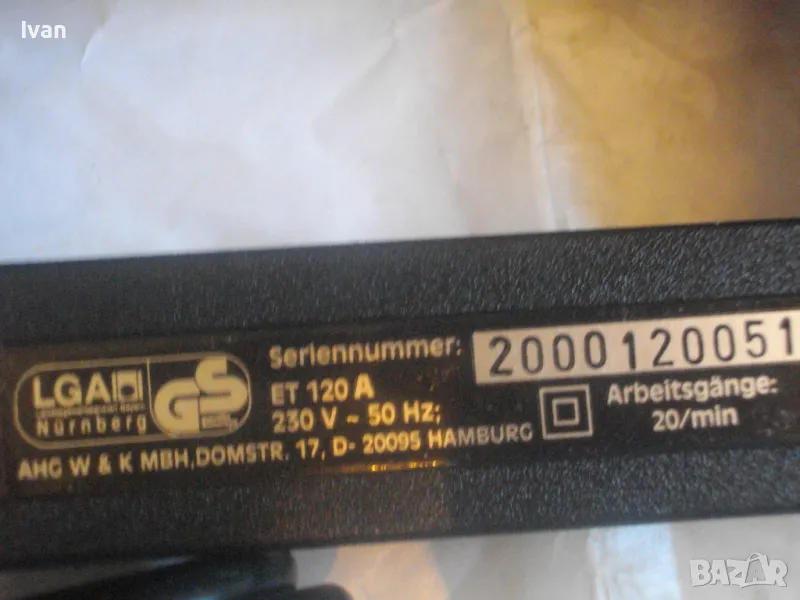 Ivan
Seriennummer: 2000120051
LGA
Nürnberg
GS
ET 120 A
230 V ~ 50 Hz;
Arbeitsgänge:
20/min
AHG W & K MBH, DOMSTR. 17, D- 20095 HAMBURG
BAZAR